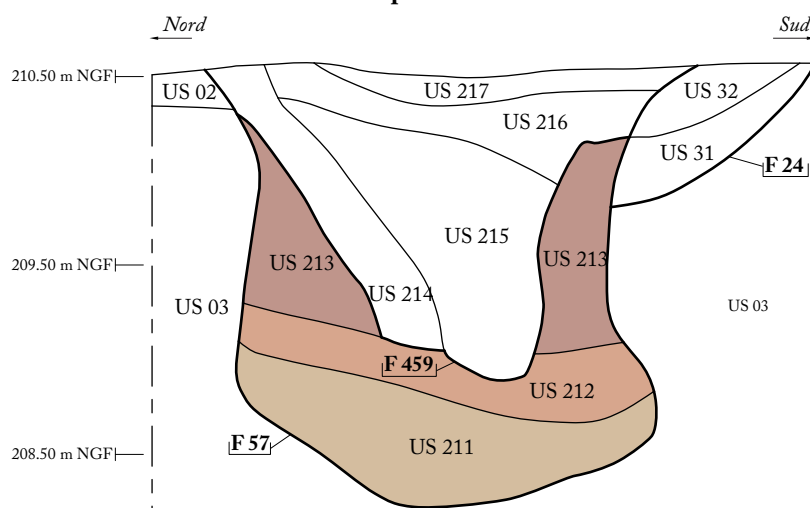 Nord
Sud
210.50 m NGF
US 02
US 217
US 32
US 216
US 31
F 24
US 215
209.50 m NGF
US 213
US 213
US 214
US 03
US 03
F 459
US 212
F 57
US 211
208.50 m NGF